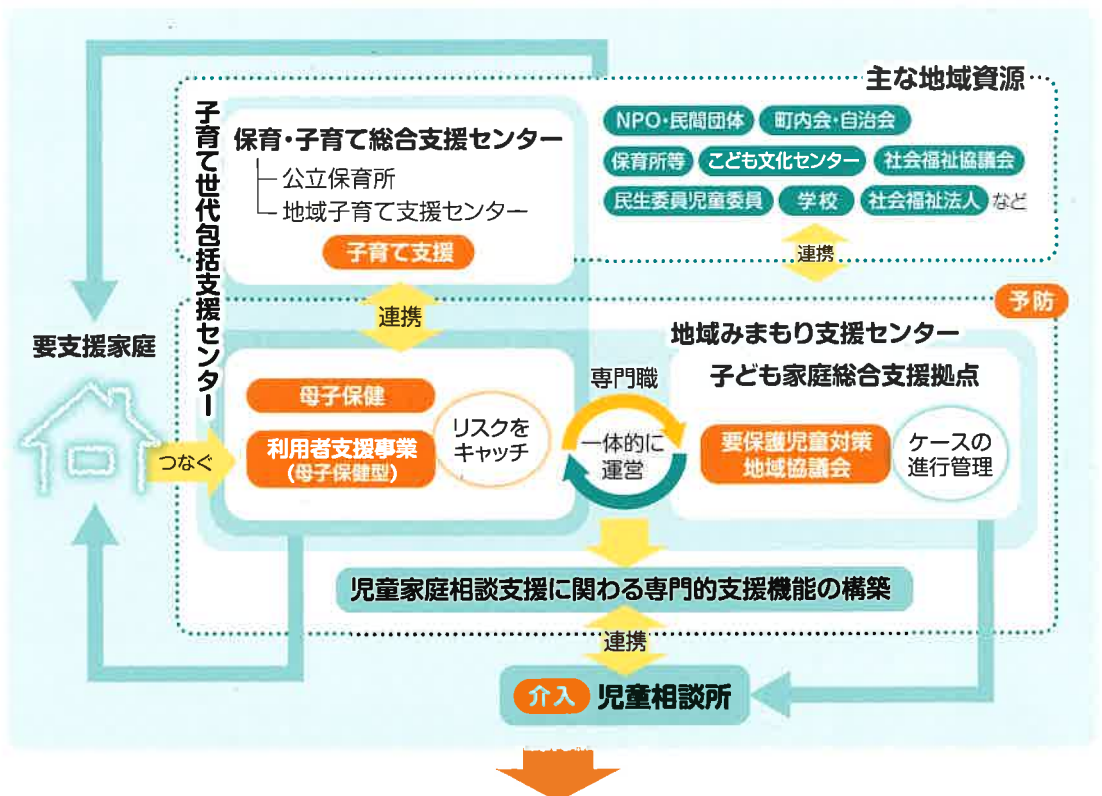 主な地域資源
子育て世代包括支援センター
保育・子育て総合支援センター
公立保育所
地域子育て支援センター
子育て支援
NPO・民間団体
町内会・自治会
保育所等
こども文化センター
社会福祉協議会
民生委員児童委員
学校
社会福祉法人
など
連携
連携
予防
要支援家庭
つなぐ
地域みまもり支援センター
子ども家庭総合支援拠点
母子保健
利用者支援事業
(母子保健型)
リスクを
キャッチ
専門職
一体的に
運営
要保護児童対策
地域協議会
ケースの
進行管理
児童家庭相談支援に関わる専門的支援機能の構築
連携
介入
児童相談所